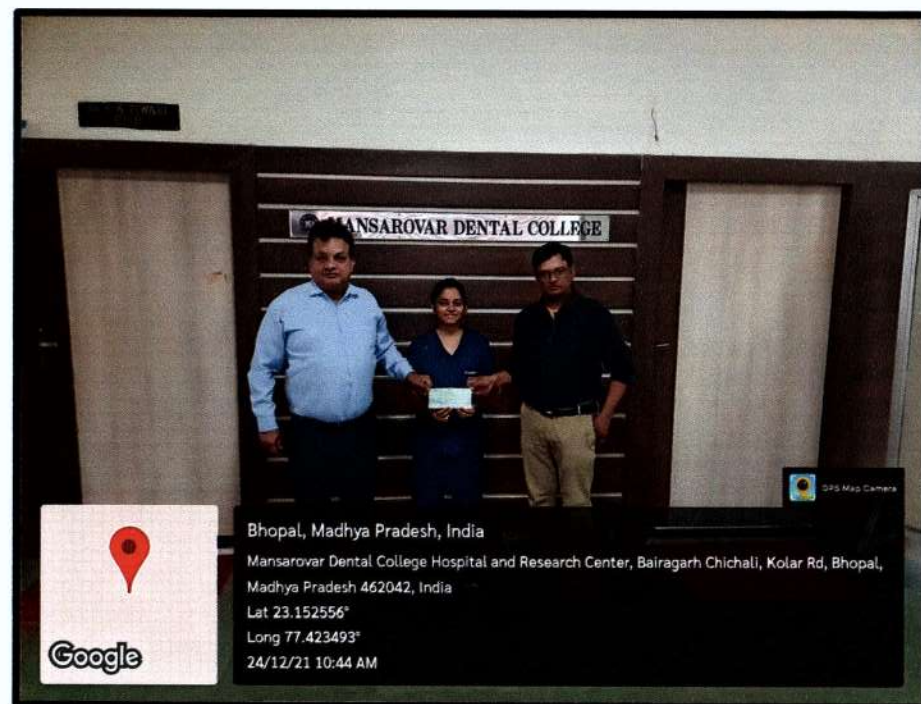 MANSAROVAR DENTAL COLLEGE
GPS Map Camera
Bhopal, Madhya Pradesh, India
Mansarovar Dental College Hospital and Research Center, Bairagarh Chichali, Kolar Rd, Bhopal,
Madhya Pradesh 462042, India
Lat 23.152556°
Long 77.423493°
24/12/21 10:44 AM
Google